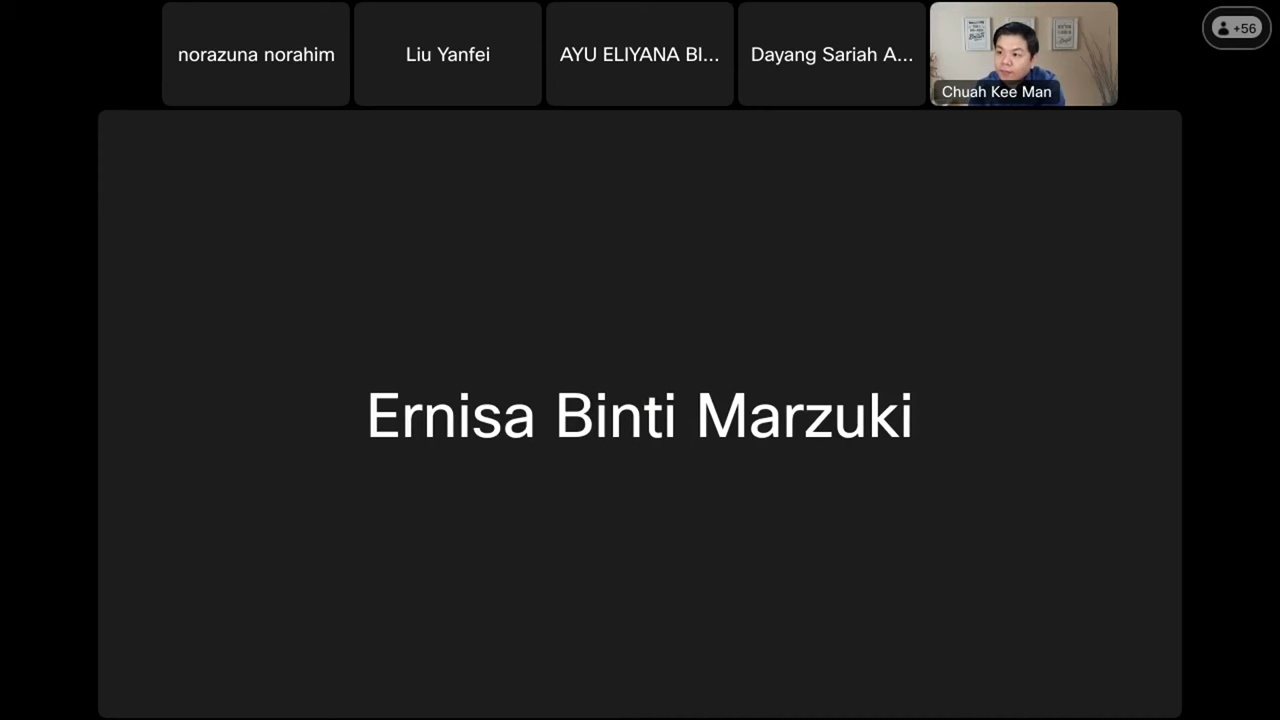 norazuna norahim
Liu Yanfei
AYU ELIYANA BI...
Dayang Sariah A...
Chuah Kee Man
+56
Ernisa Binti Marzuki